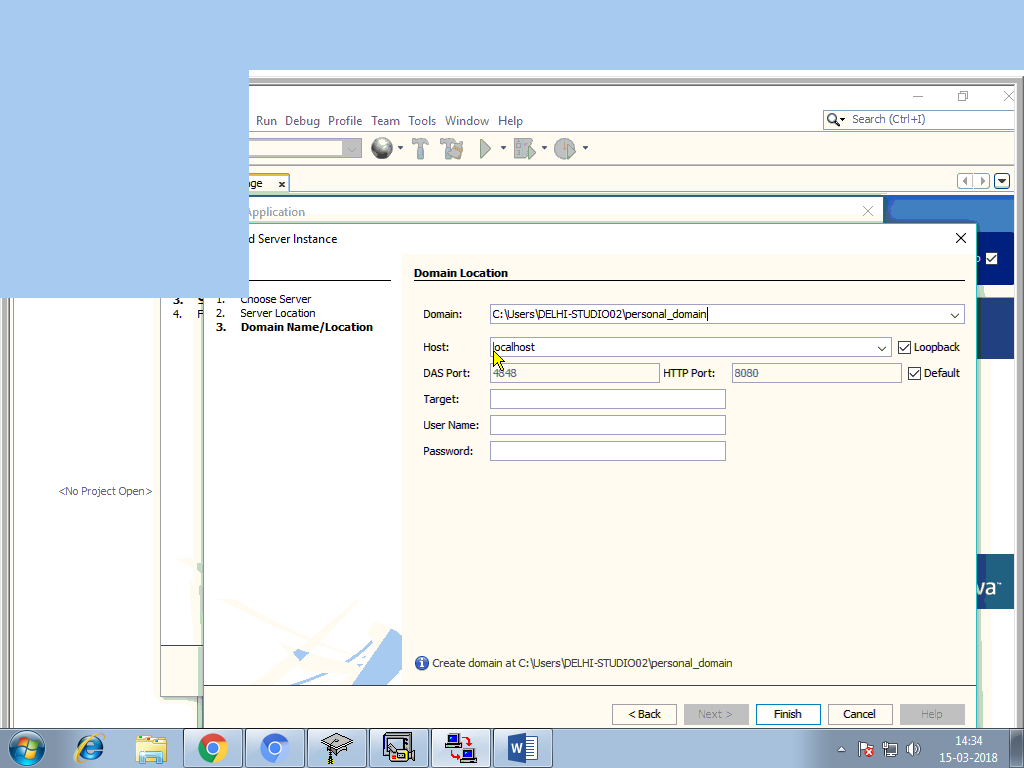 Run Debug Profile Team Tools Window Help
Search (Ctrl+I)
age
Application
d Server Instance
Domain Location
1. Choose Server
2. Server Location
3. Domain Name/Location
3.
4. F
Domain: C:\Users\DELHI-STUDIO02\personal_domain
Host: localhost Loopback
DAS Port: 4848 HTTP Port: 8080 Default
Target:
User Name:
Password:
<No Project Open>
va™
Create domain at C:\Users\DELHI-STUDIO02\personal_domain
< Back Next > Finish Cancel Help
14:34
15-03-2018